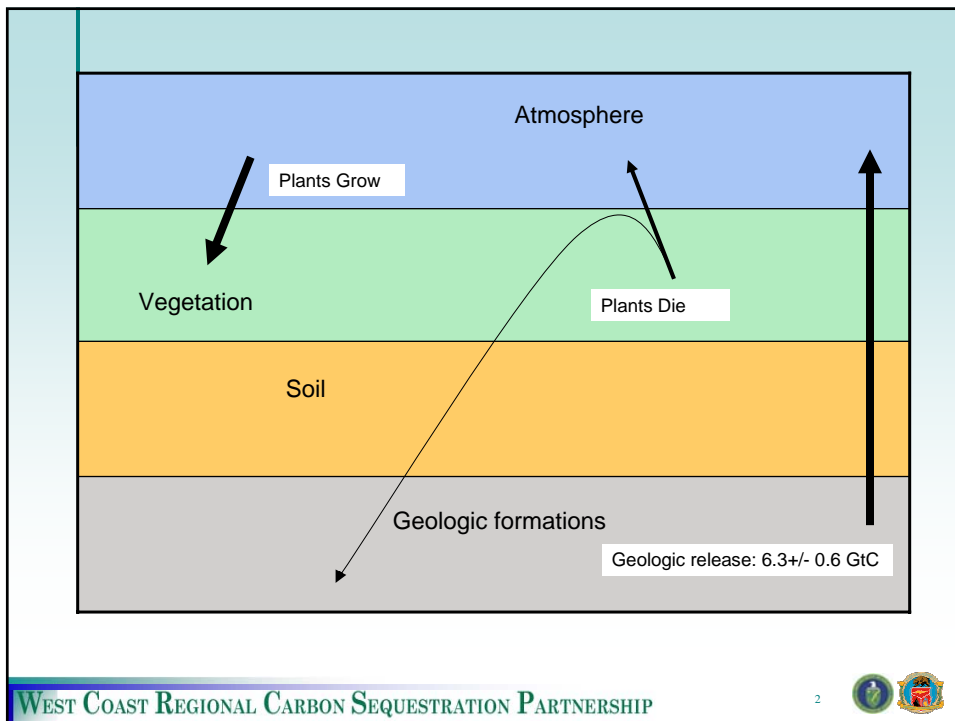 Atmosphere
Plants Grow
Vegetation
Plants Die
Soil
Geologic formations
Geologic release: 6.3+/- 0.6 GtC
WEST COAST REGIONAL CARBON SEQUESTRATION PARTNERSHIP
2